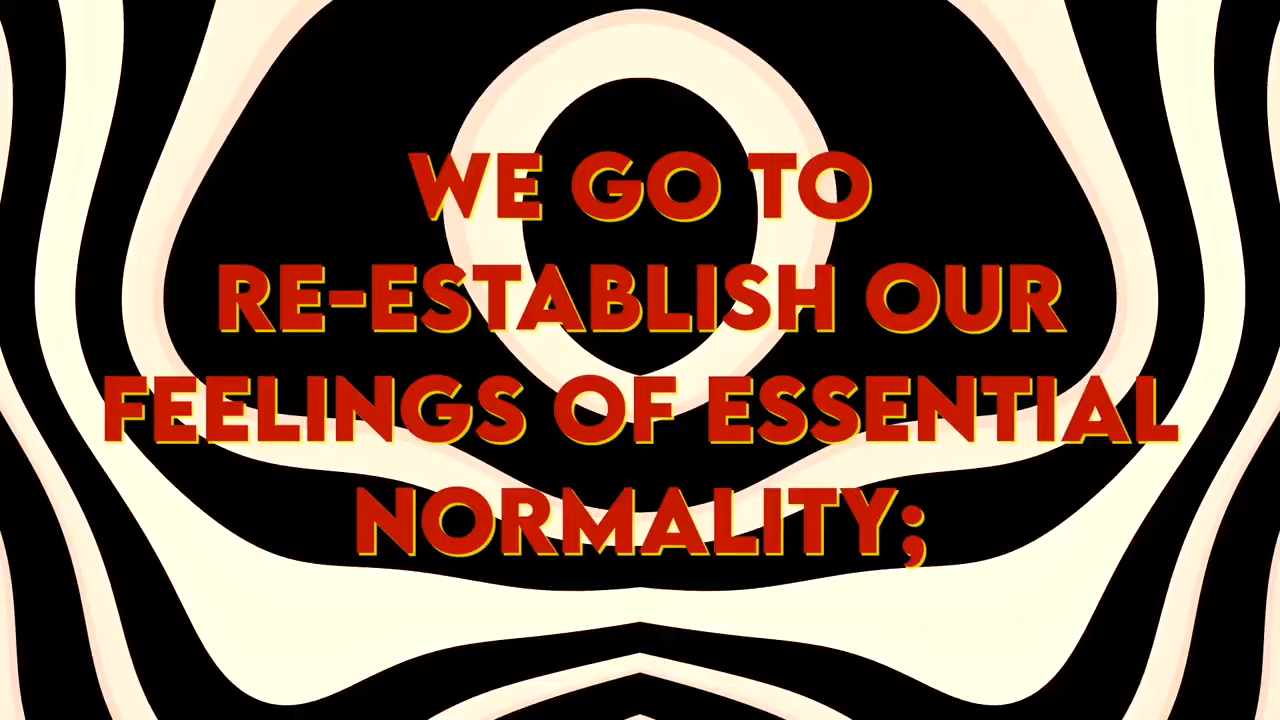 WE GO TO
RE-ESTABLISH OUR
FEELINGS OF ESSENTIAL
NORMALITY;